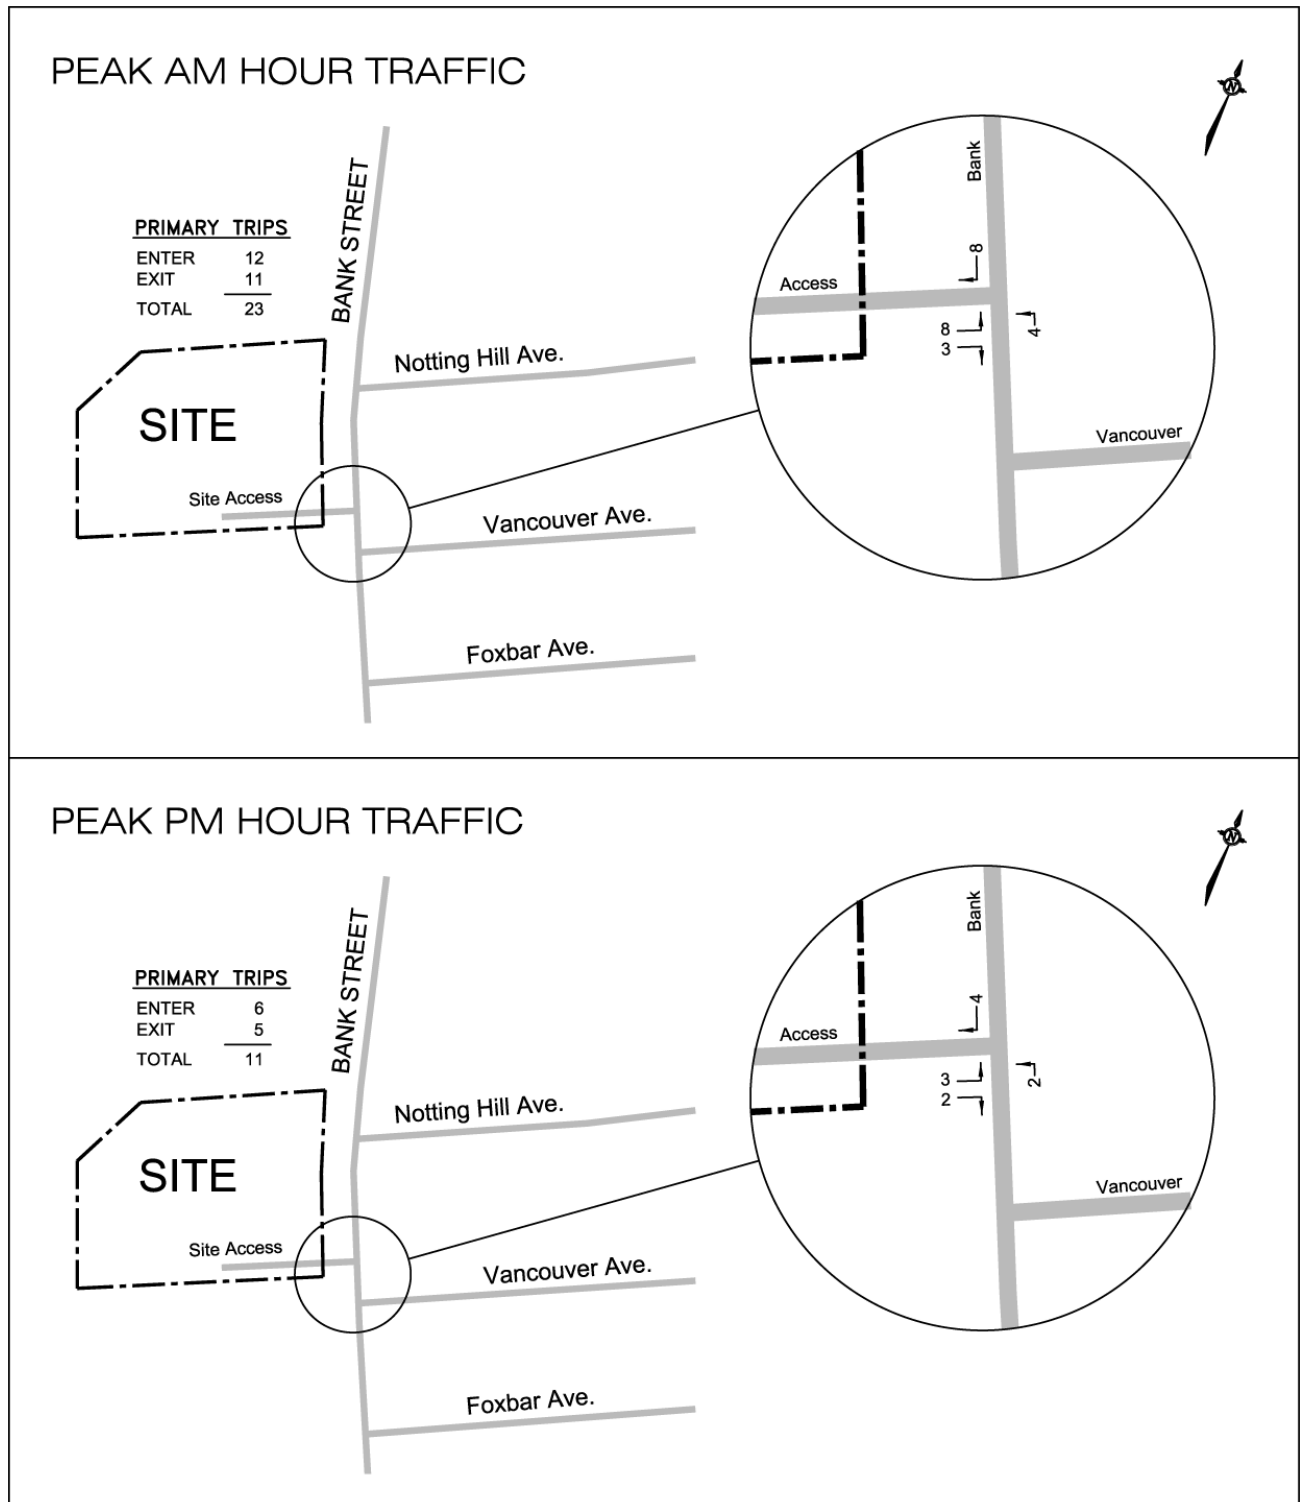 PEAK AM HOUR TRAFFIC
N
BANK STREET
Bank
PRIMARY TRIPS
ENTER 12
EXIT 11
TOTAL 23
8
Access
8
3
4
Notting Hill Ave.
SITE
Vancouver
Site Access
Vancouver Ave.
Foxbar Ave.
PEAK PM HOUR TRAFFIC
N
BANK STREET
Bank
PRIMARY TRIPS
ENTER 6
EXIT 5
TOTAL 11
4
Access
3
2
2
Notting Hill Ave.
SITE
Vancouver
Site Access
Vancouver Ave.
Foxbar Ave.